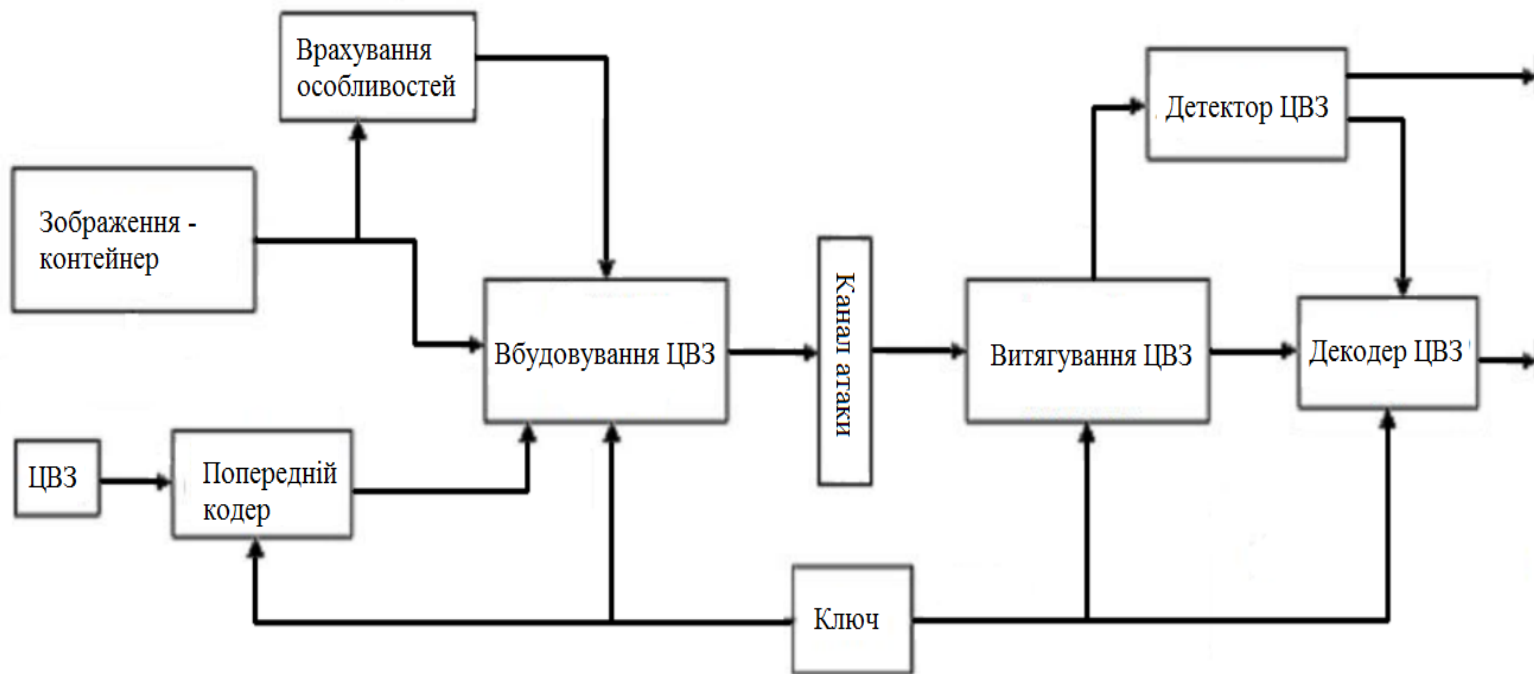 Врахування
особливостей
Детектор ЦВЗ
Зображення -
контейнер
Вбудовування ЦВЗ
Канал атаки
Витягування ЦВЗ
Декодер ЦВЗ
ЦВЗ
Попередній
кодер
Ключ